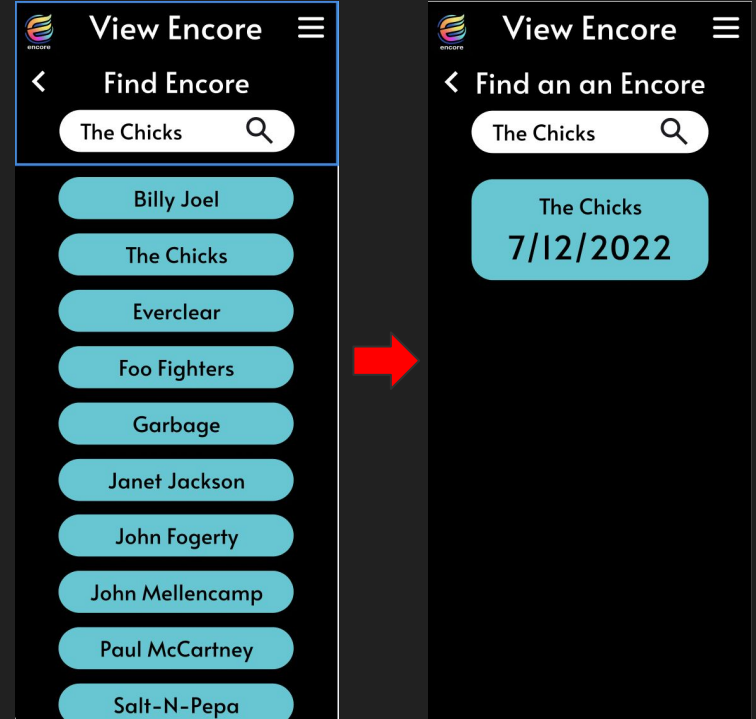 View Encore
encore
Find Encore
The Chicks
Billy Joel
The Chicks
Everclear
Foo Fighters
Garbage
Janet Jackson
John Fogerty
John Mellencamp
Paul McCartney
Salt-N-Pepa
View Encore
encore
Find an an Encore
The Chicks
The Chicks
7/12/2022